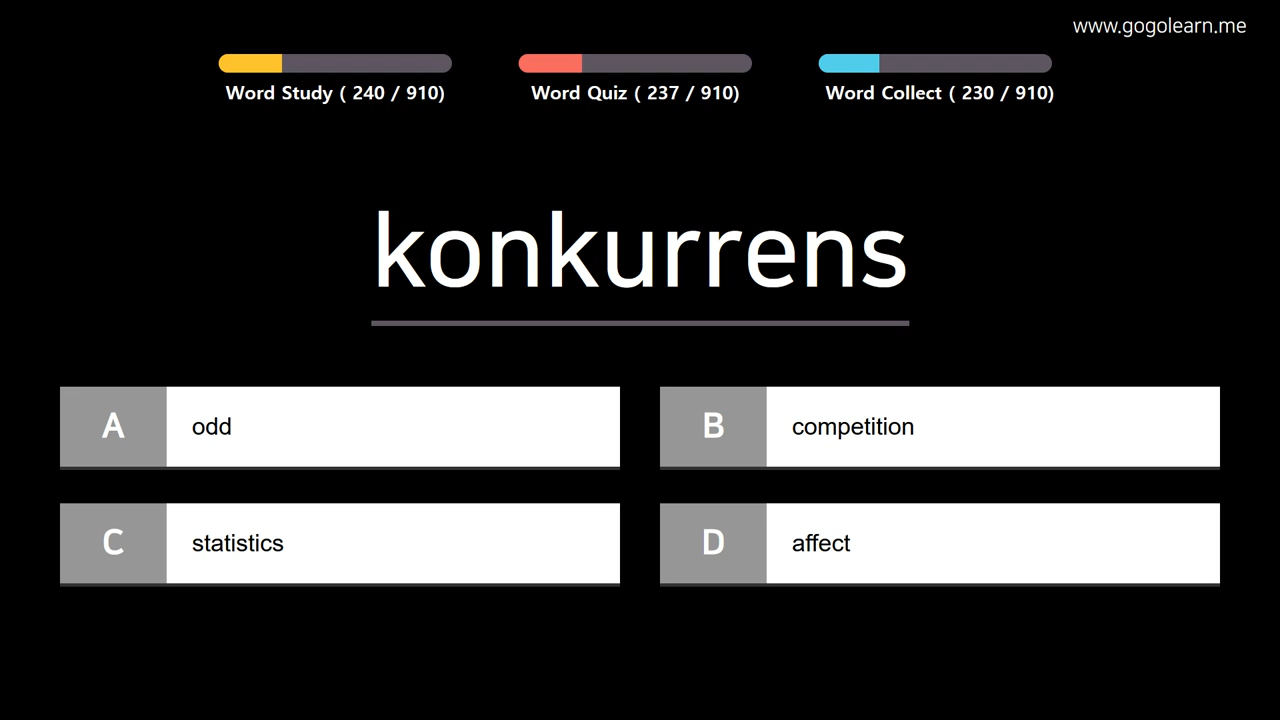 www.gogolearn.me
Word Study ( 240 / 910)
Word Quiz ( 237 / 910)
Word Collect ( 230 / 910)
konkurrens
A odd
B competition
C statistics
D affect